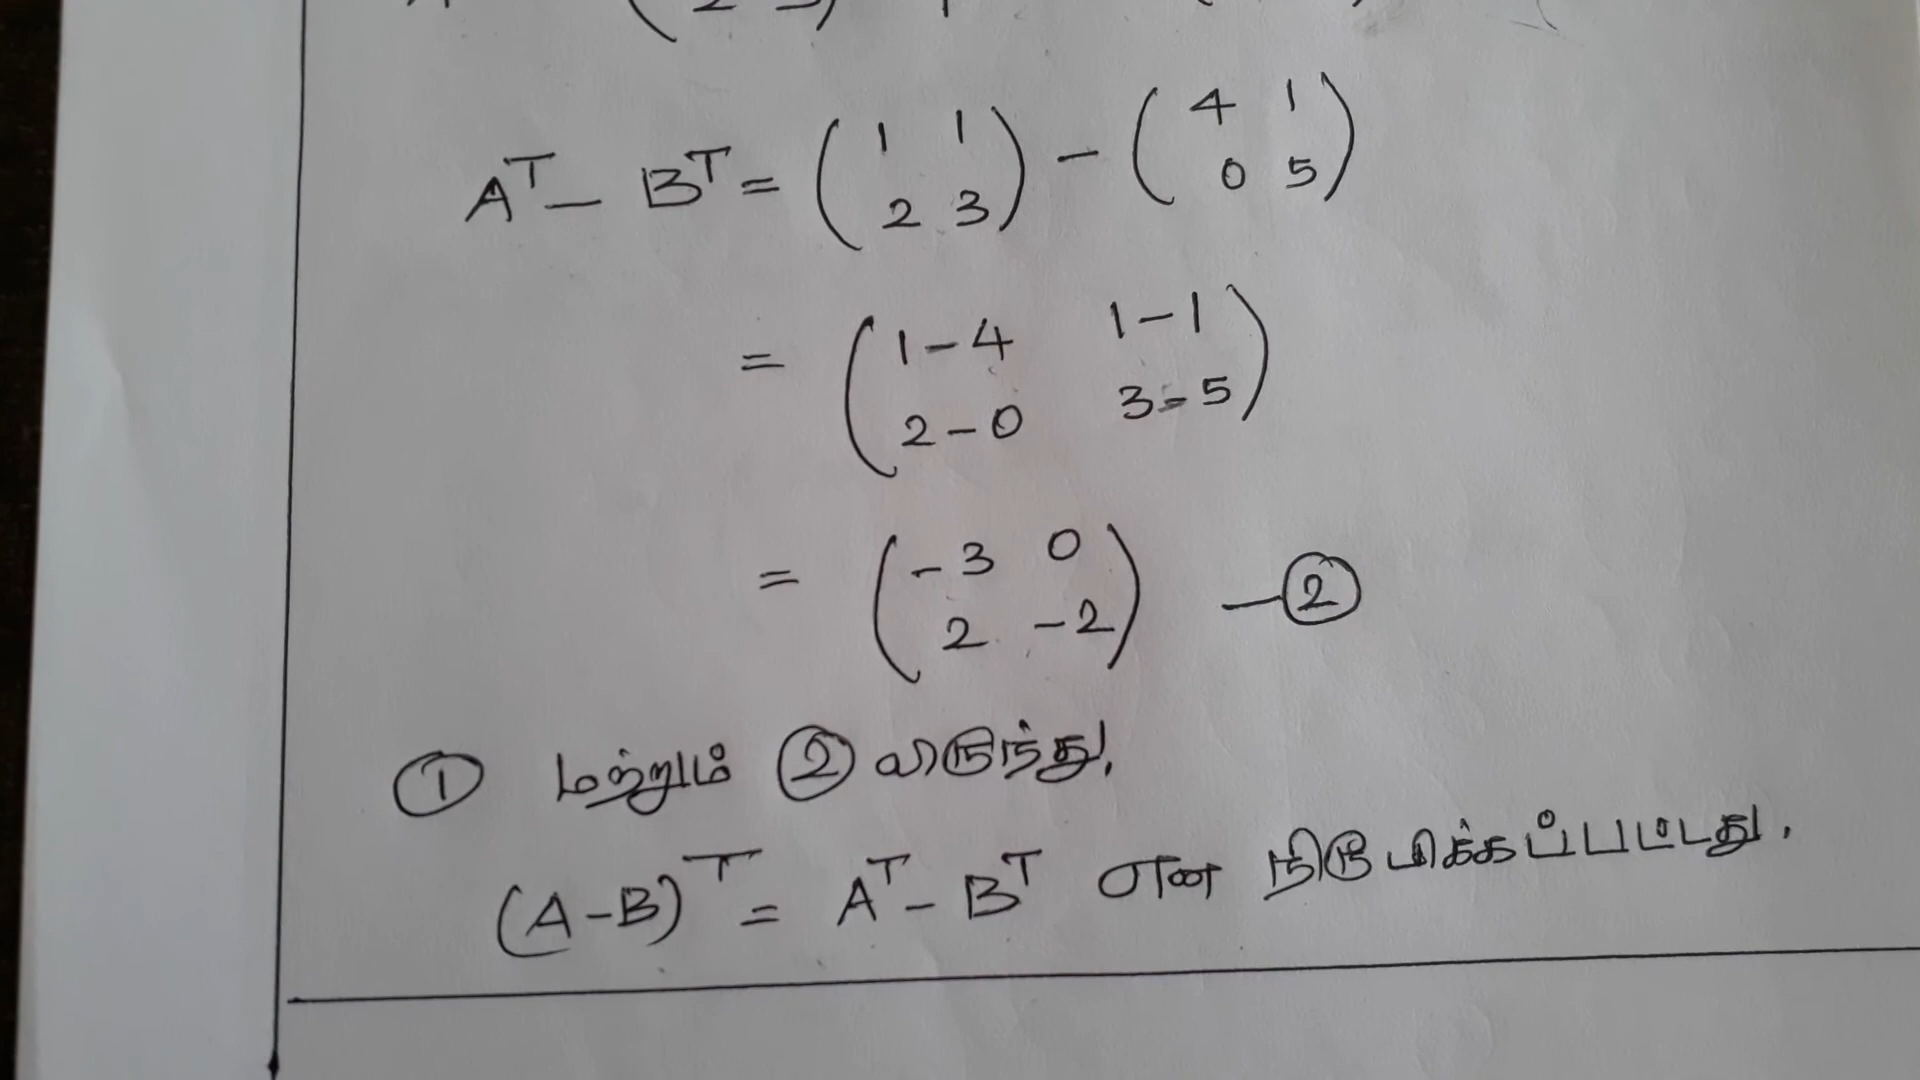 Aᵀ - Bᵀ = ( 1 1 ) - ( 4 1 )
( 2 3 ) ( 0 5 )
= ( 1-4 1-1 )
( 2-0 3-5 )
= ( -3 0 ) —②
( 2 -2 )
① மற்றும் ② லிருந்து,
(A-B)ᵀ = Aᵀ - Bᵀ என நிரூபிக்கப்பட்டது.